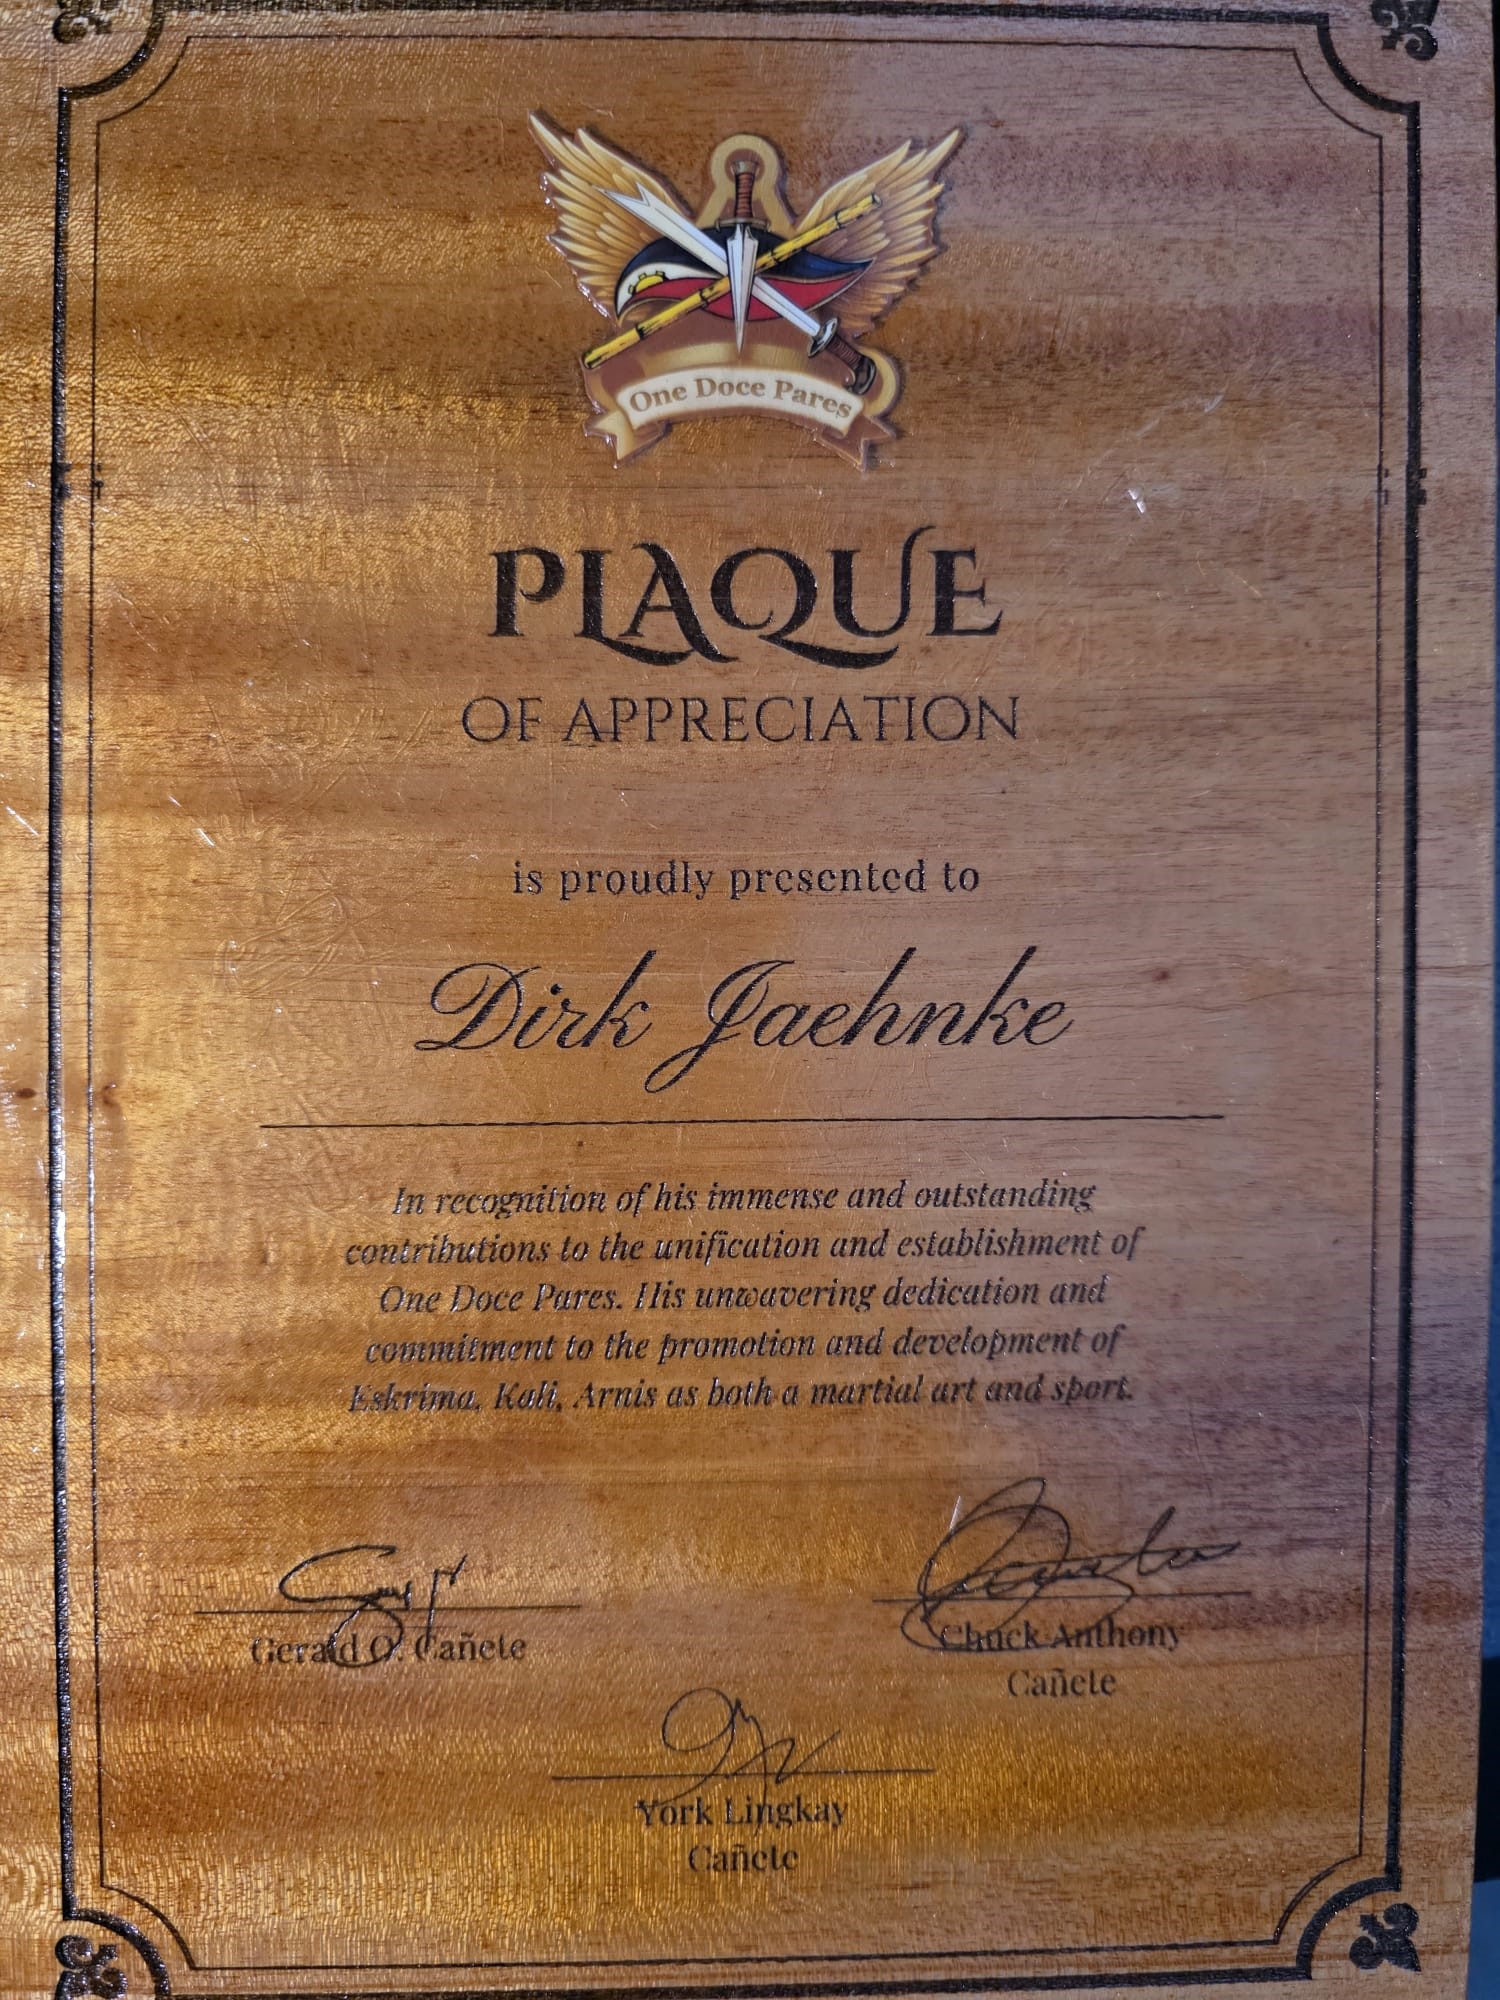 One Doce Pares
PLAQUE
OF APPRECIATION
is proudly presented to
Dirk Jaehnke
In recognition of his immense and outstanding
contributions to the unification and establishment of
One Doce Pares. His unwavering dedication and
commitment to the promotion and development of
Eskrima, Kali, Arnis as both a martial art and sport.
Gerald O. Cañete
Chuck Anthony
Cañete
York Lingkay
Cañete